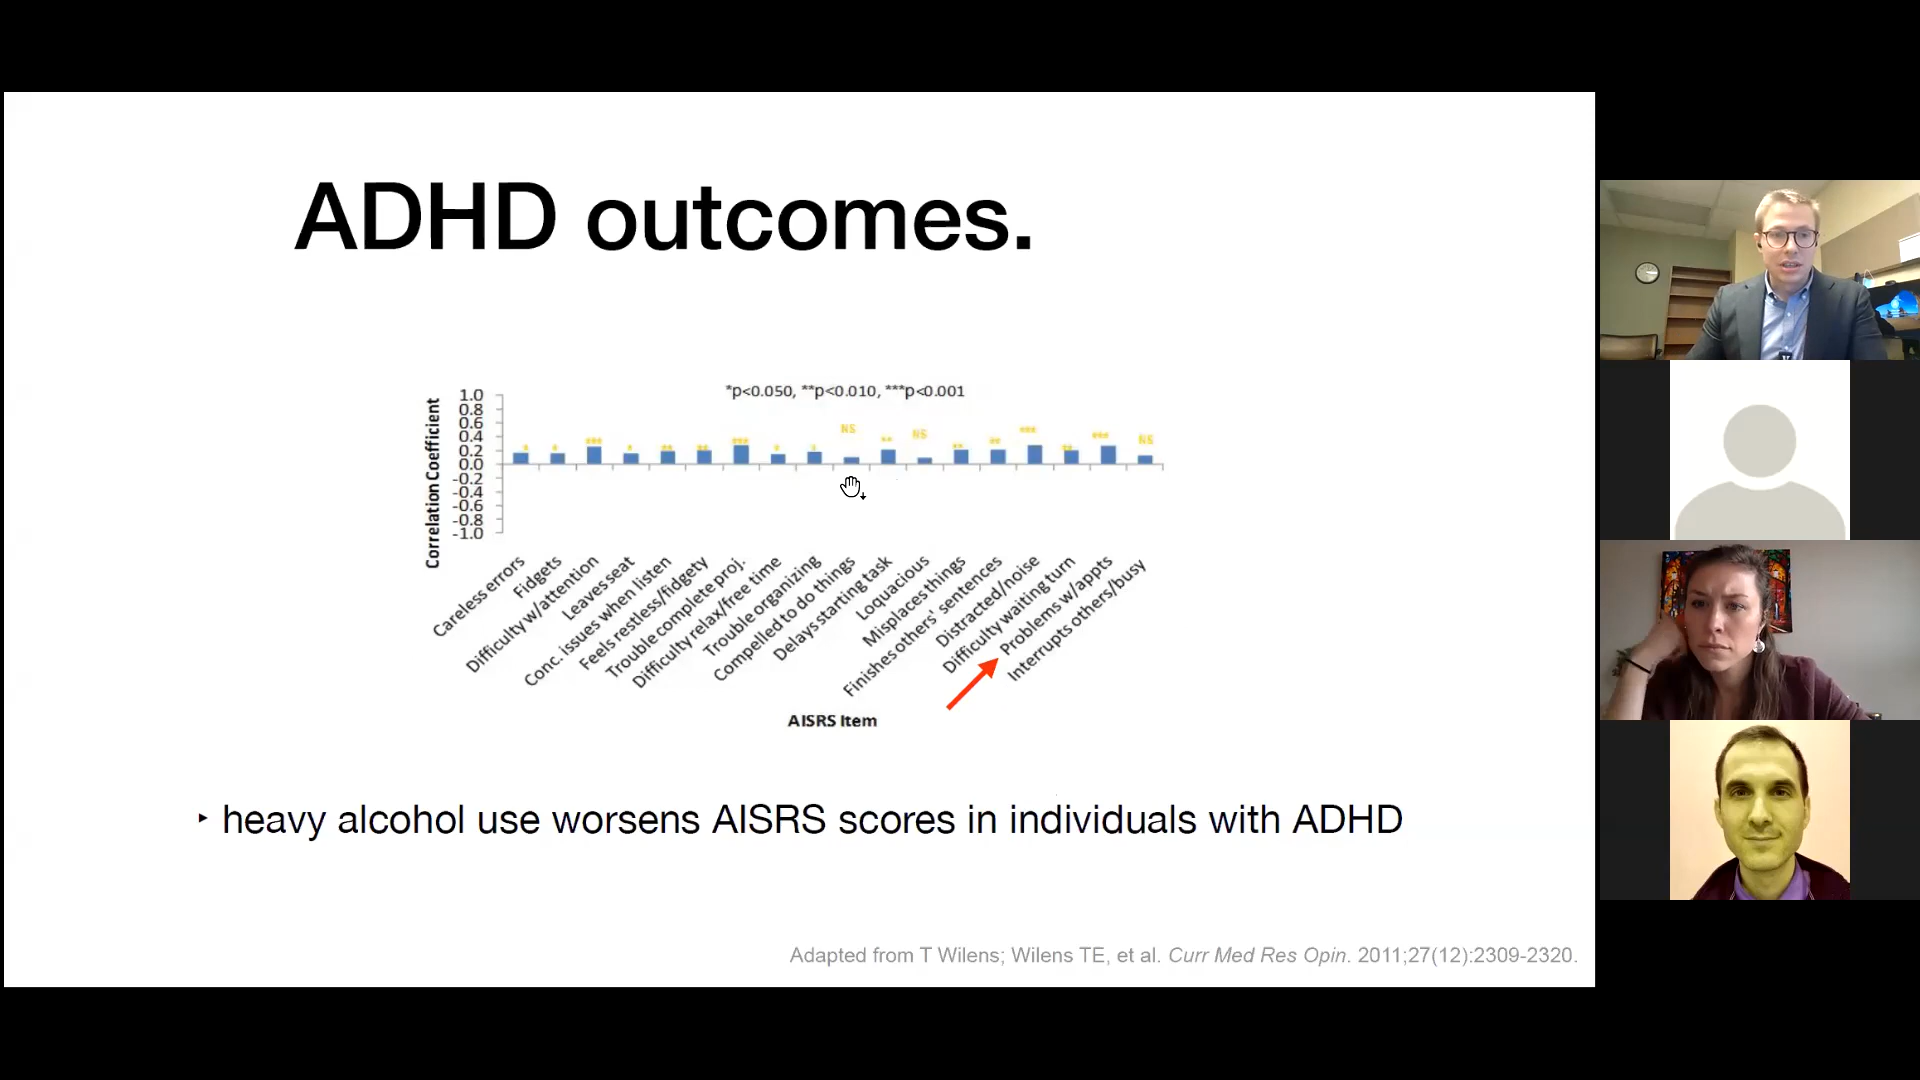 ADHD outcomes.
*p<0.050, **p<0.010, ***p<0.001
Correlation Coefficient
1.0
0.8
0.6
0.4
0.2
0.0
-0.2
-0.4
-0.6
-0.8
-1.0
* * *** * ** ** *** * * NS ** NS ** ** *** ** *** NS
Careless errors
Fidgets
Difficulty w/attention
Leaves seat
Conc. issues when listen
Feels restless/fidgety
Trouble complete proj.
Difficulty relax/free time
Trouble organizing
Compelled to do things
Delays starting task
Loquacious
Misplaces things
Finishes others' sentences
Distracted/noise
Difficulty waiting turn
Problems w/appts
Interrupts others/busy
AISRS Item
‣ heavy alcohol use worsens AISRS scores in individuals with ADHD
Adapted from T Wilens; Wilens TE, et al. Curr Med Res Opin. 2011;27(12):2309-2320.